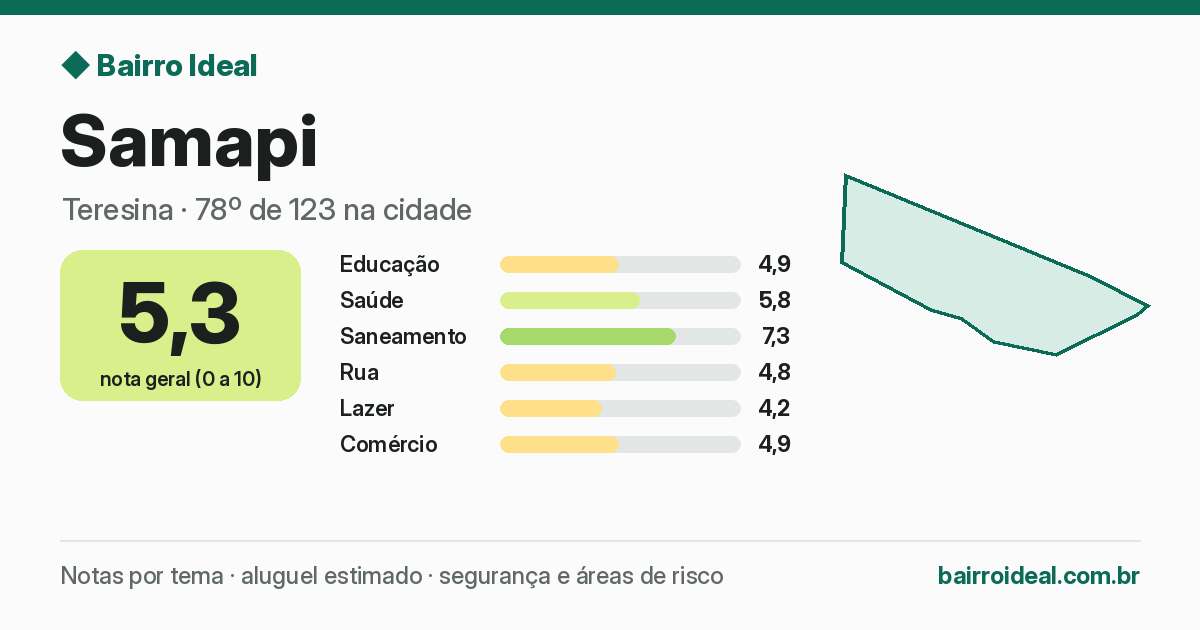 Bairro Ideal
Samapi
Teresina · 78º de 123 na cidade
5,3
nota geral (0 a 10)
Educação 4,9
Saúde 5,8
Saneamento 7,3
Rua 4,8
Lazer 4,2
Comércio 4,9
Notas por tema · aluguel estimado · segurança e áreas de risco
bairroideal.com.br